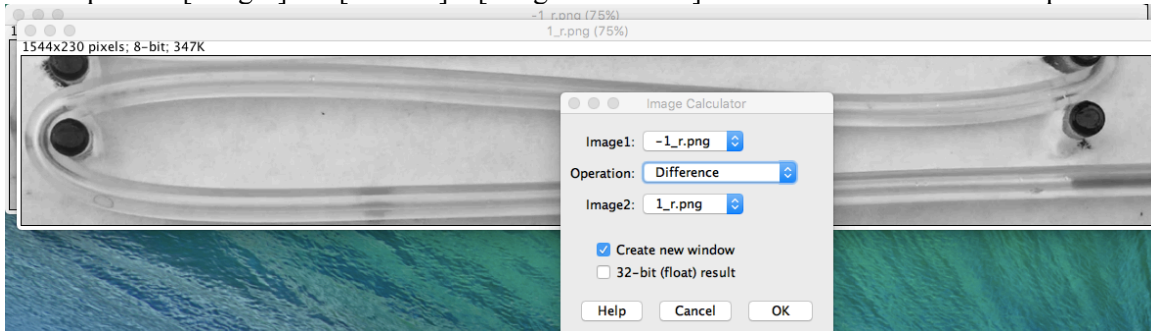 -1_r.png (75%)
1_r.png (75%)
1544x230 pixels; 8-bit; 347K
Image Calculator
Image1: -1_r.png
Operation: Difference
Image2: 1_r.png
Create new window
32-bit (float) result
Help Cancel OK